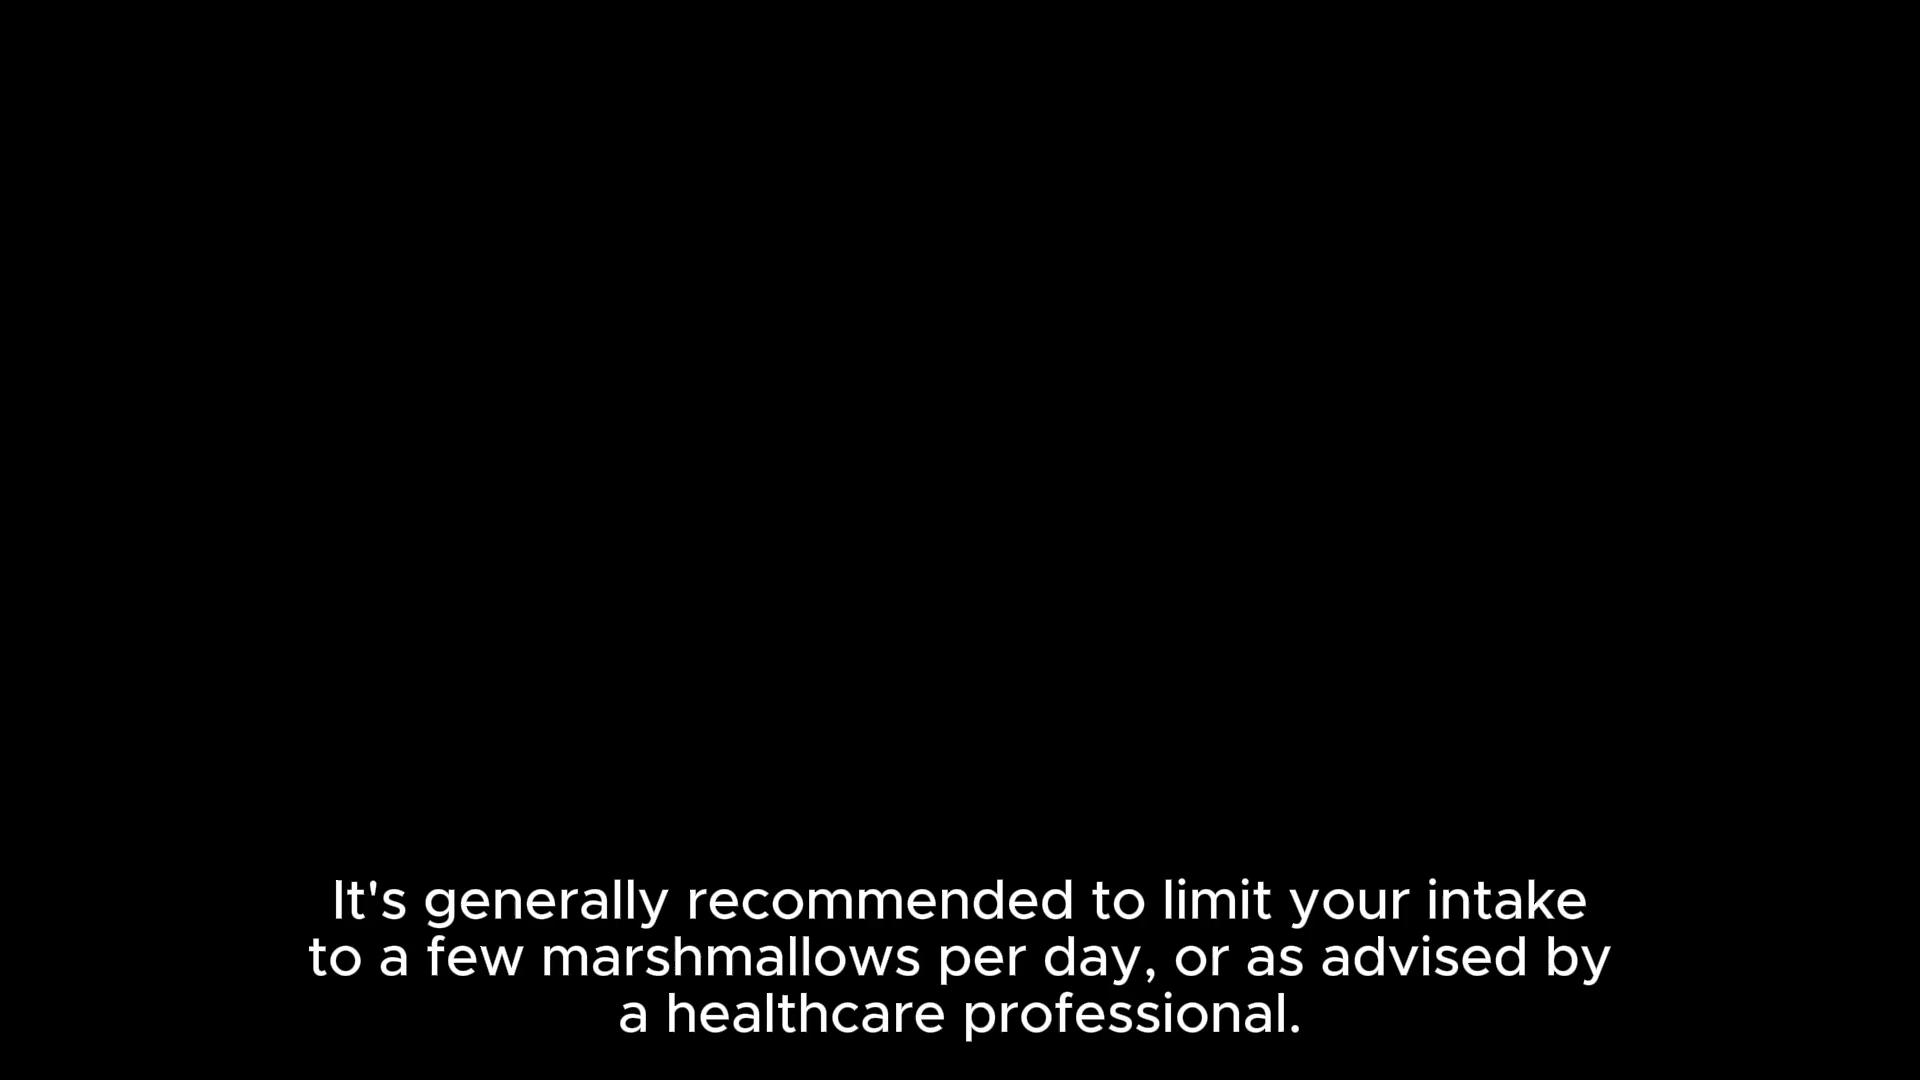 It's generally recommended to limit your intake
to a few marshmallows per day, or as advised by
a healthcare professional.